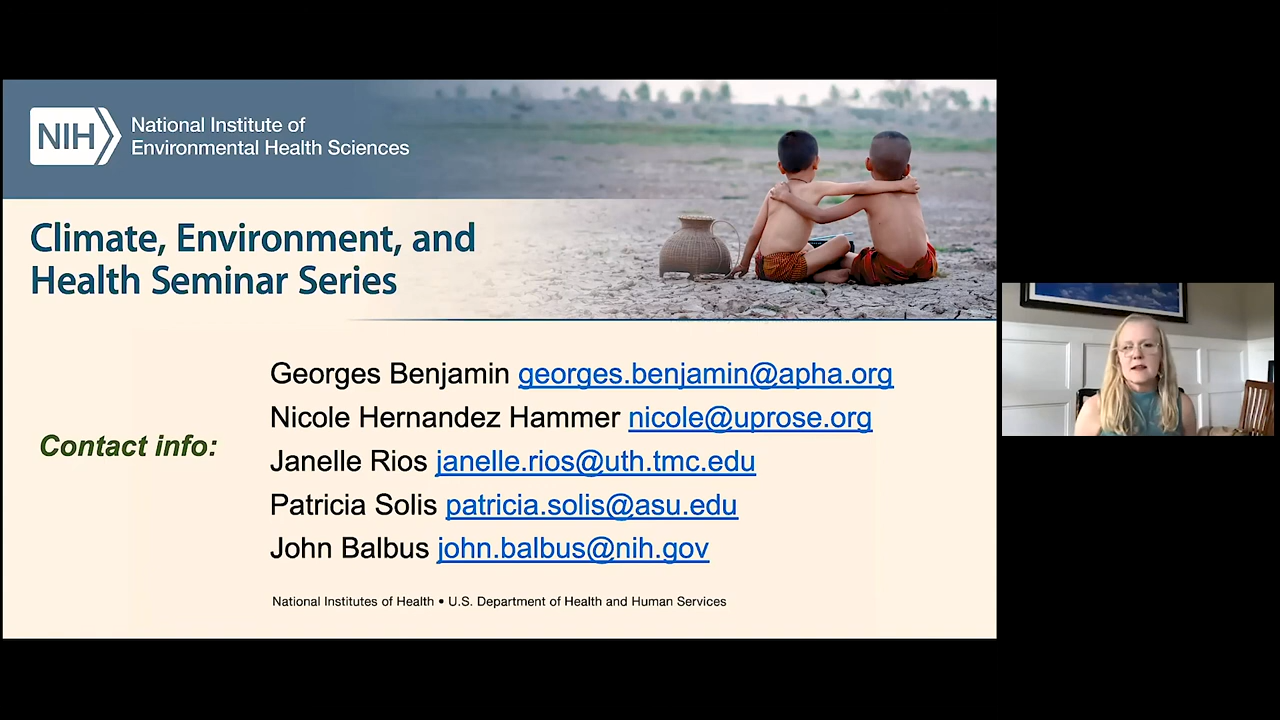 NIH
National Institute of
Environmental Health Sciences
Climate, Environment, and
Health Seminar Series
Contact info:
Georges Benjamin georges.benjamin@apha.org
Nicole Hernandez Hammer nicole@uprose.org
Janelle Rios janelle.rios@uth.tmc.edu
Patricia Solis patricia.solis@asu.edu
John Balbus john.balbus@nih.gov
National Institutes of Health • U.S. Department of Health and Human Services